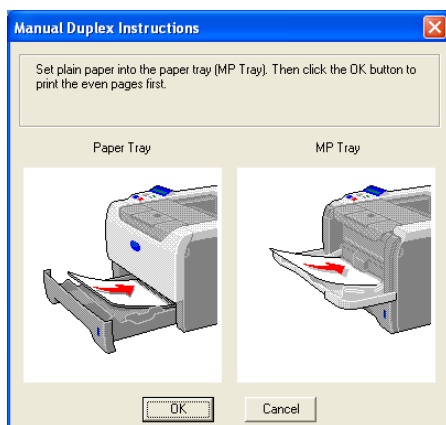 Manual Duplex Instructions
Set plain paper into the paper tray (MP Tray). Then click the OK button to
print the even pages first.
Paper Tray
MP Tray
OK
Cancel